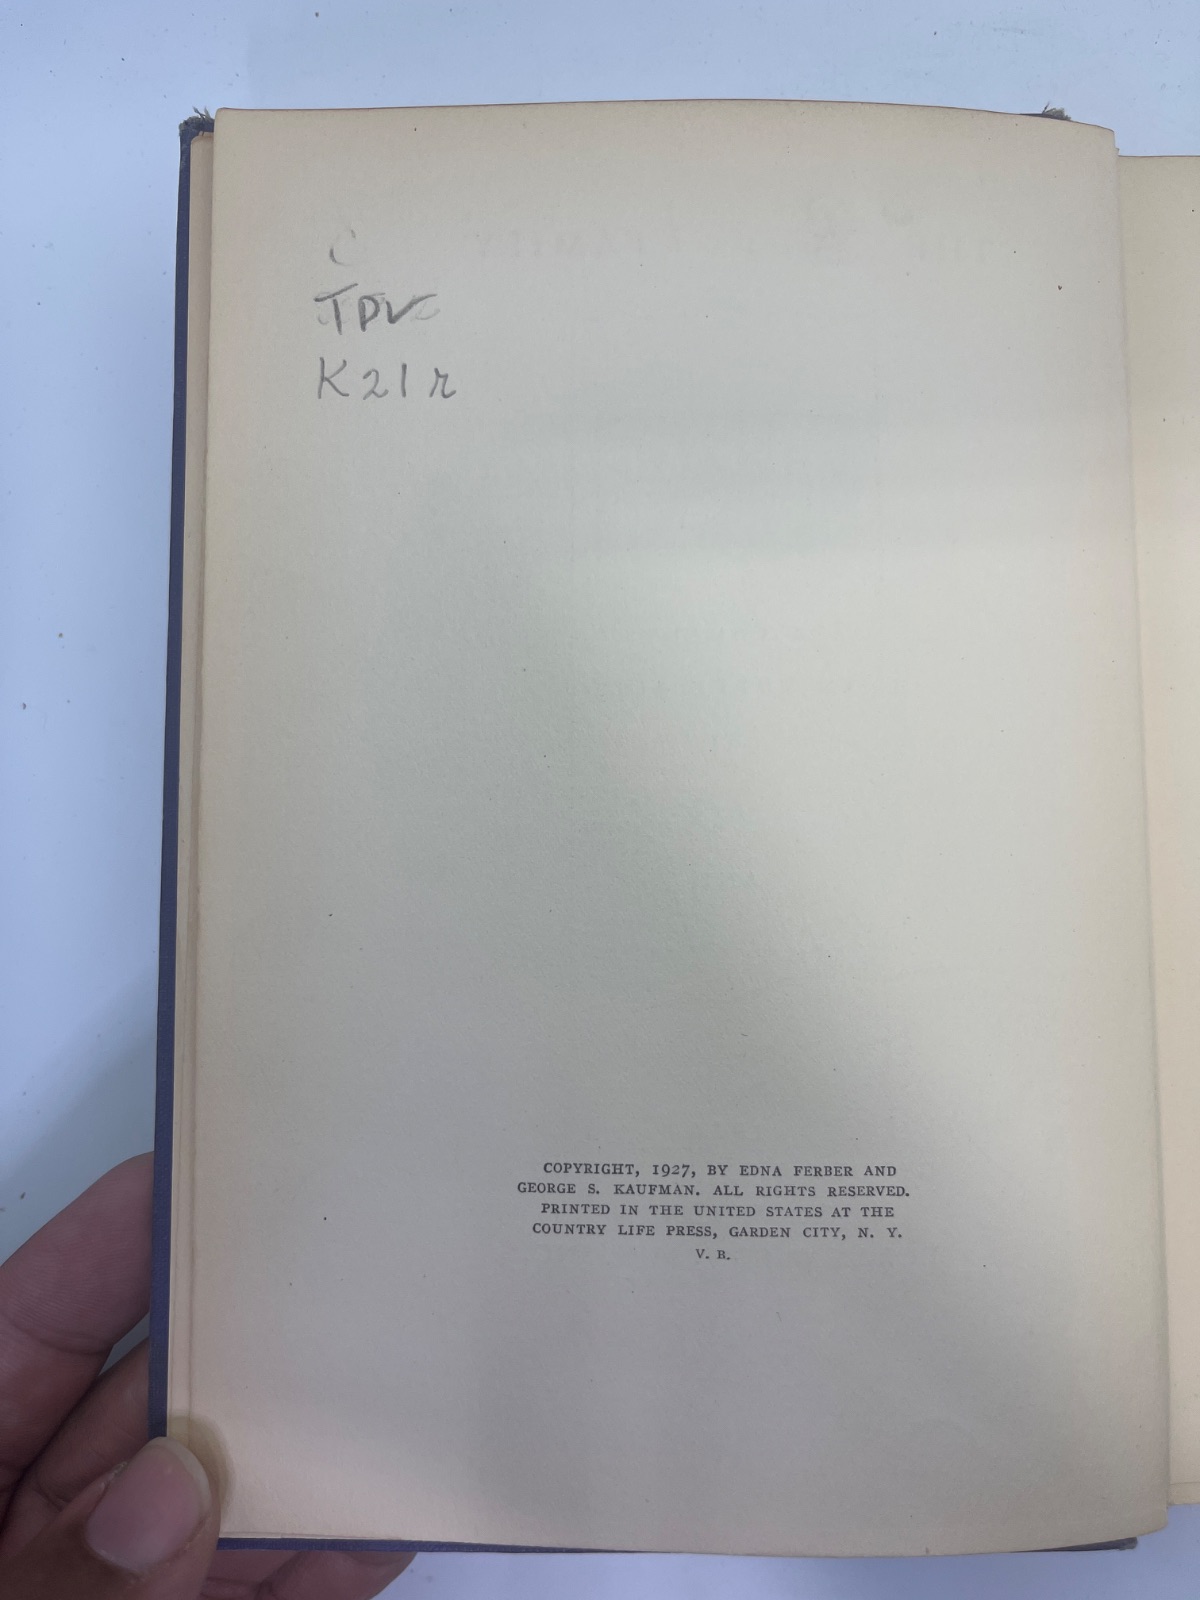 C
TDV
K21r
COPYRIGHT, 1927, BY EDNA FERBER AND
GEORGE S. KAUFMAN. ALL RIGHTS RESERVED.
PRINTED IN THE UNITED STATES AT THE
COUNTRY LIFE PRESS, GARDEN CITY, N. Y.
V. B.